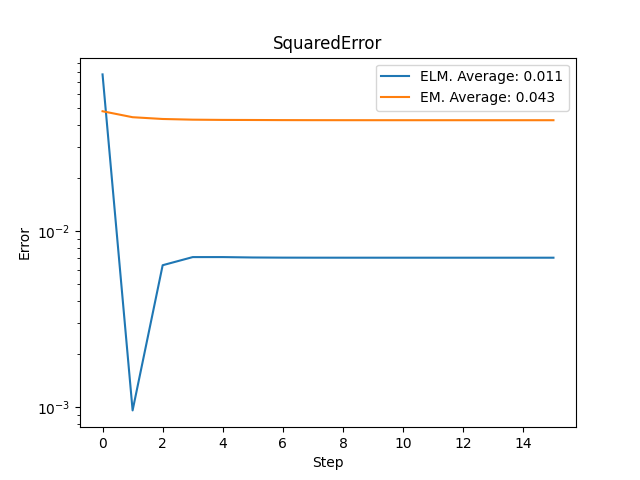 SquaredError
ELM. Average: 0.011
EM. Average: 0.043
Error
10⁻²
10⁻³
0 2 4 6 8 10 12 14
Step